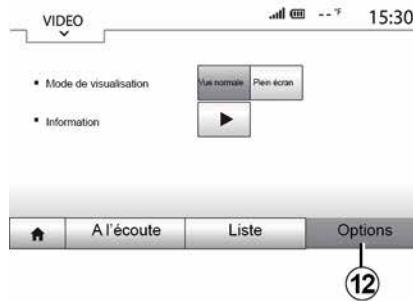 VIDEO
--°F 15:30
• Mode de visualisation
Vue normale Plein écran
• Information
A l'écoute Liste Options
12